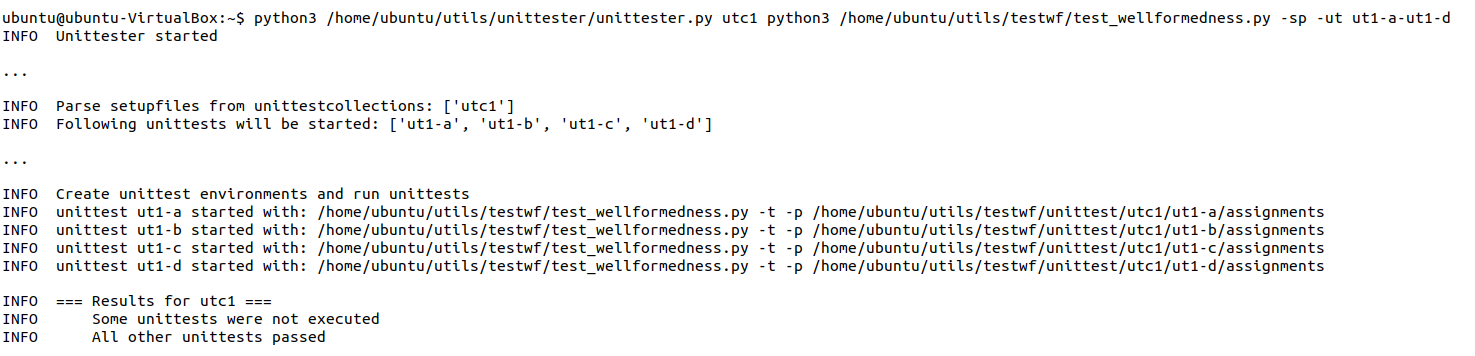 ubuntu@ubuntu-VirtualBox:~$ python3 /home/ubuntu/utils/unittester/unittester.py utc1 python3 /home/ubuntu/utils/testwf/test_wellformedness.py -sp -ut ut1-a-ut1-d
INFO  Unittester started
...
INFO  Parse setupfiles from unittestcollections: ['utc1']
INFO  Following unittests will be started: ['ut1-a', 'ut1-b', 'ut1-c', 'ut1-d']
...
INFO  Create unittest environments and run unittests
INFO  unittest ut1-a started with: /home/ubuntu/utils/testwf/test_wellformedness.py -t -p /home/ubuntu/utils/testwf/unittest/utc1/ut1-a/assignments
INFO  unittest ut1-b started with: /home/ubuntu/utils/testwf/test_wellformedness.py -t -p /home/ubuntu/utils/testwf/unittest/utc1/ut1-b/assignments
INFO  unittest ut1-c started with: /home/ubuntu/utils/testwf/test_wellformedness.py -t -p /home/ubuntu/utils/testwf/unittest/utc1/ut1-c/assignments
INFO  unittest ut1-d started with: /home/ubuntu/utils/testwf/test_wellformedness.py -t -p /home/ubuntu/utils/testwf/unittest/utc1/ut1-d/assignments
INFO  === Results for utc1 ===
INFO      Some unittests were not executed
INFO      All other unittests passed